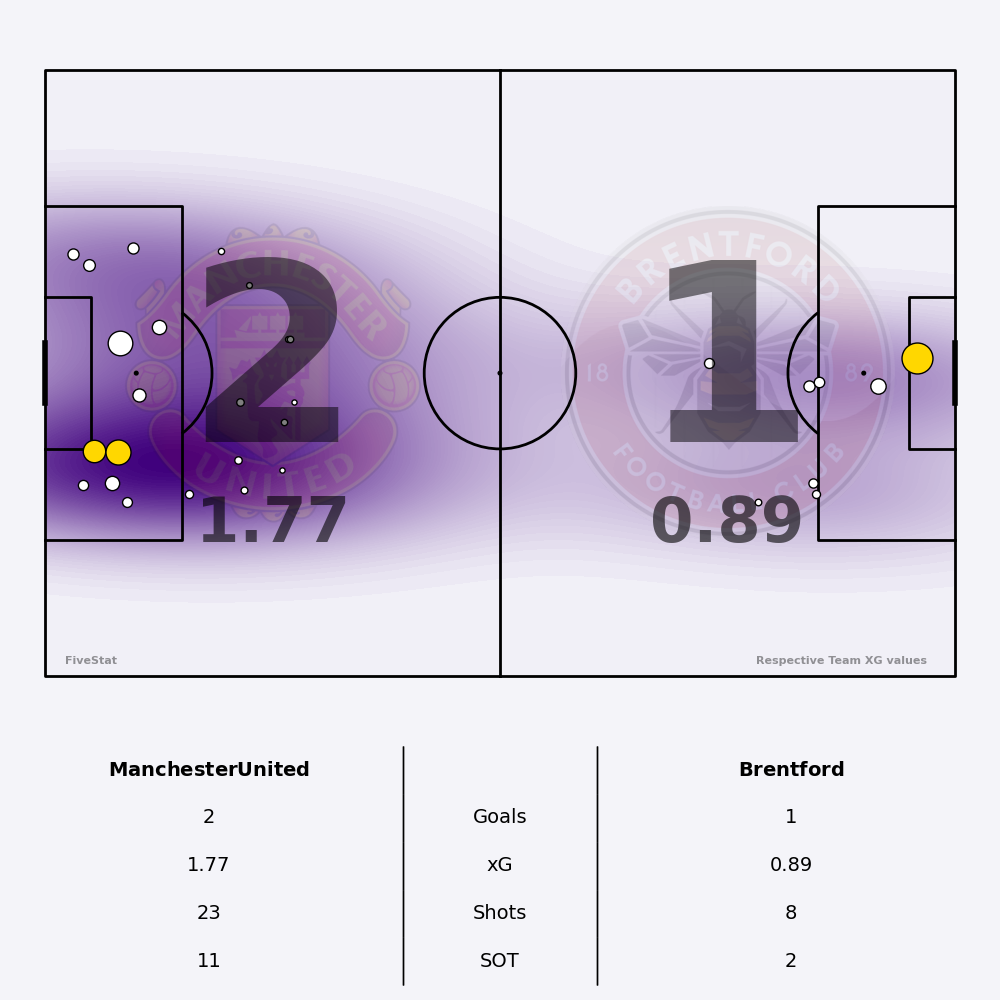 MANCHESTER
UNITED
2
1.77
BRENTFORD
18 8
FOOTBALL CLUB
1
0.89
FiveStat
Respective Team XG values
ManchesterUnited Brentford
2 Goals 1
1.77 xG 0.89
23 Shots 8
11 SOT 2